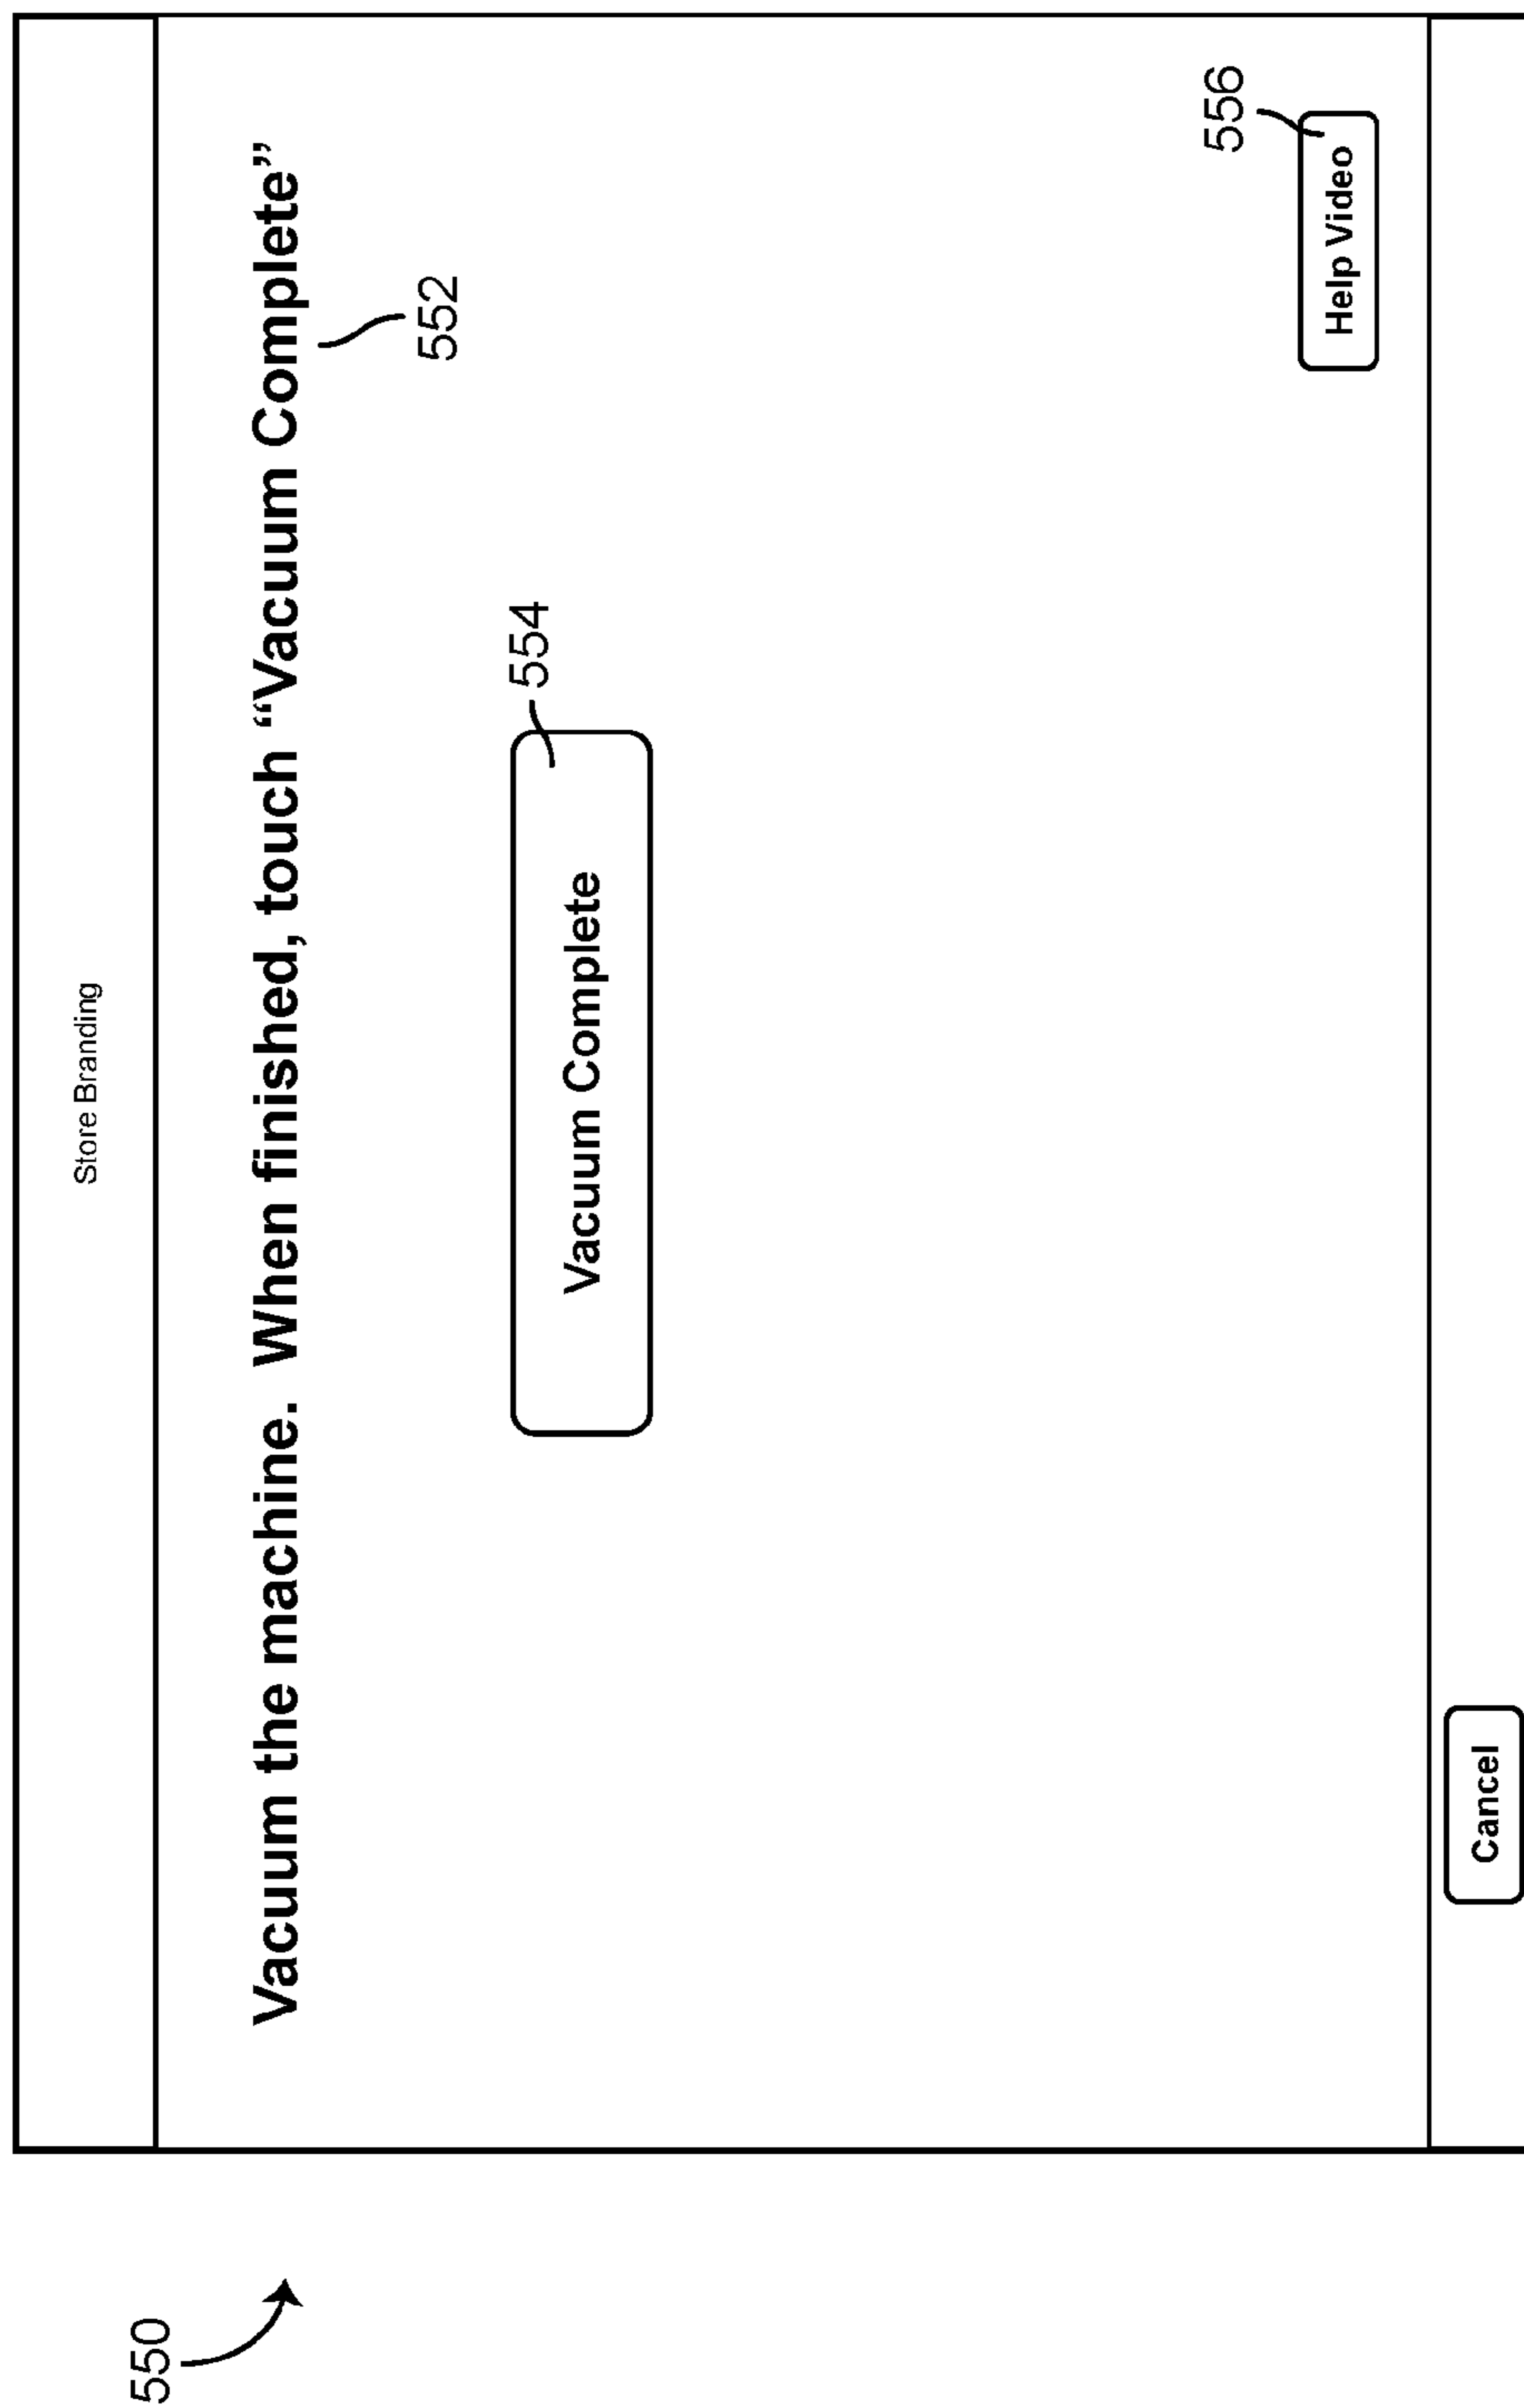 550
Store Branding
Vacuum the machine. When finished, touch “Vacuum Complete”
552
554
Vacuum Complete
556
Help Video
Cancel